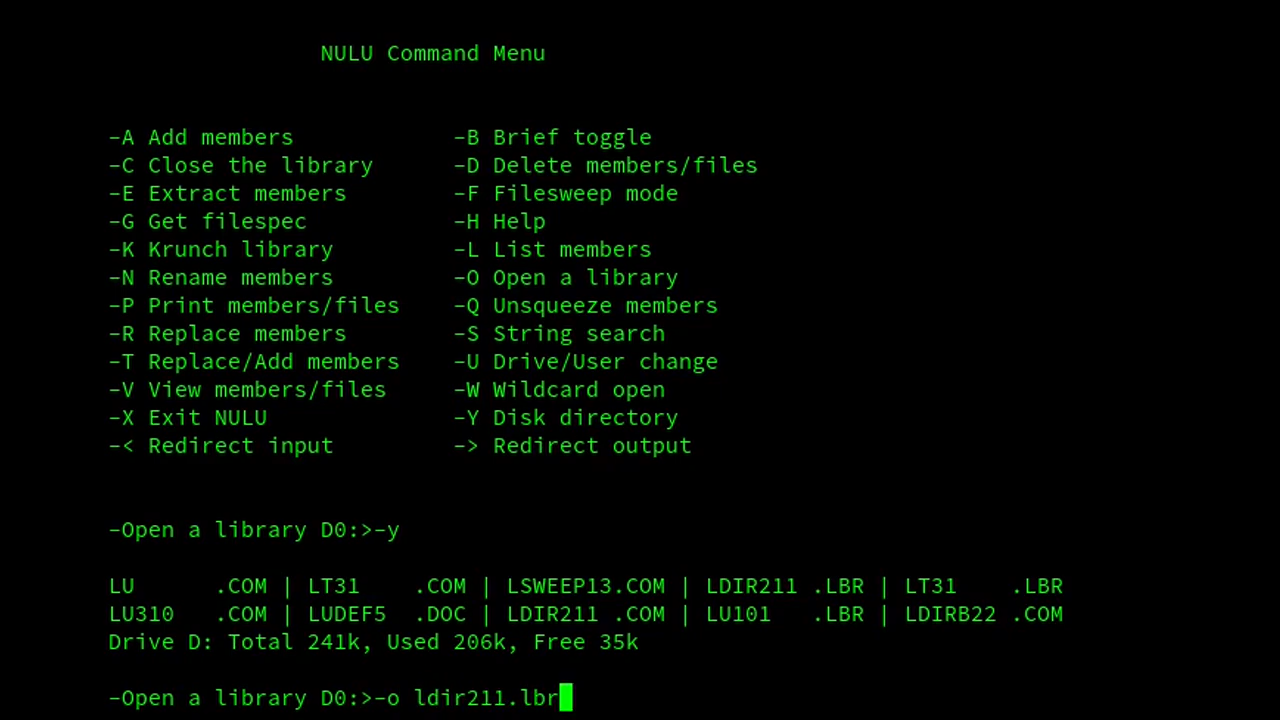 NULU Command Menu
-A Add members -B Brief toggle
-C Close the library -D Delete members/files
-E Extract members -F Filesweep mode
-G Get filespec -H Help
-K Krunch library -L List members
-N Rename members -O Open a library
-P Print members/files -Q Unsqueeze members
-R Replace members -S String search
-T Replace/Add members -U Drive/User change
-V View members/files -W Wildcard open
-X Exit NULU -Y Disk directory
-< Redirect input -> Redirect output
-Open a library D0:>-y
LU .COM | LT31 .COM | LSWEEP13.COM | LDIR211 .LBR | LT31 .LBR
LU310 .COM | LUDEF5 .DOC | LDIR211 .COM | LU101 .LBR | LDIRB22 .COM
Drive D: Total 241k, Used 206k, Free 35k
-Open a library D0:>-o ldir211.lbr